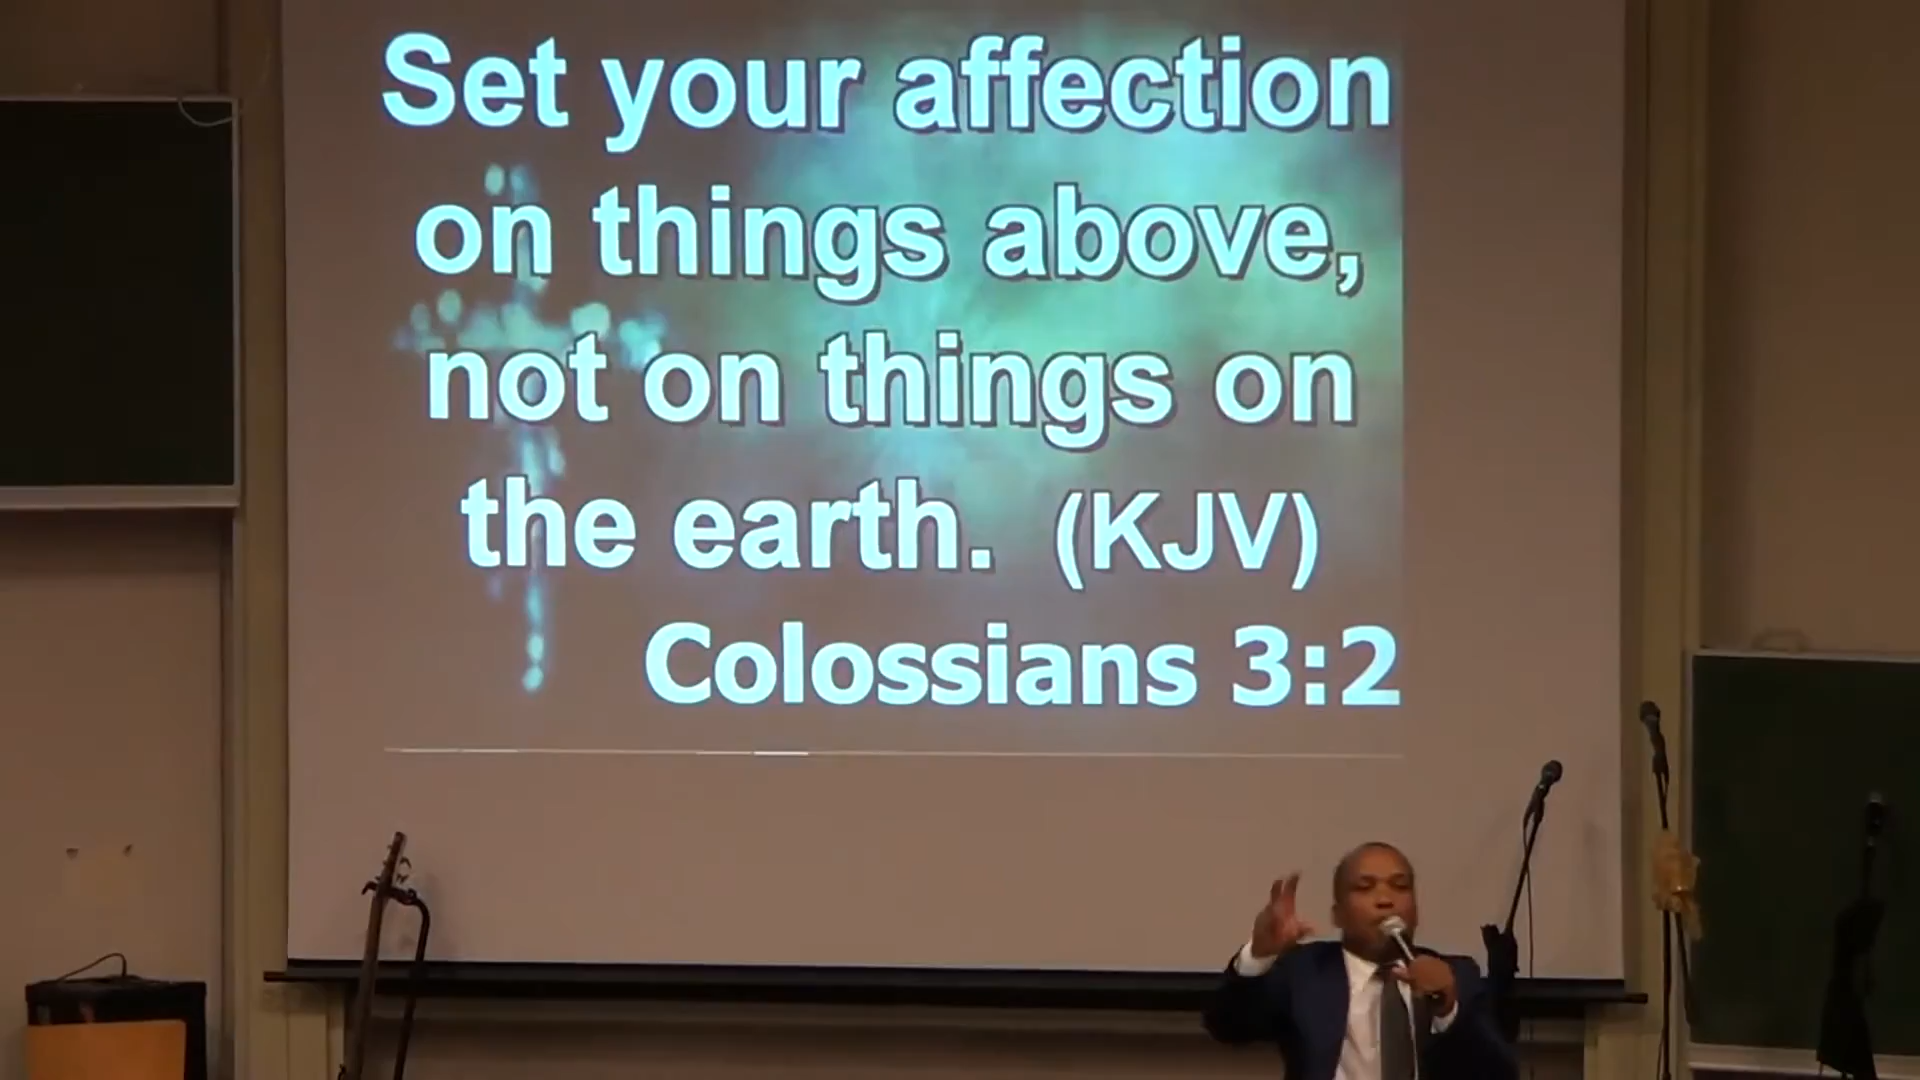 Set your affection
on things above,
not on things on
the earth. (KJV)
Colossians 3:2